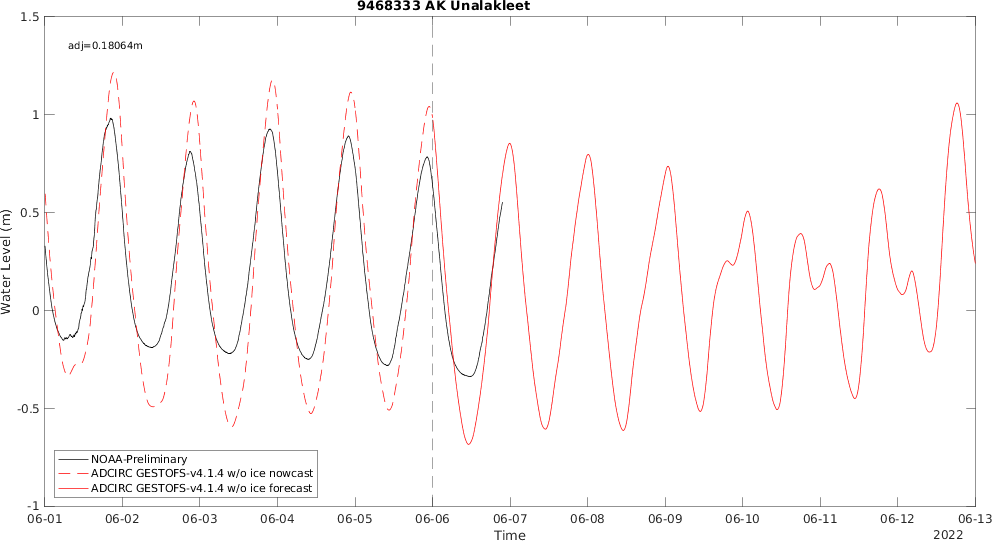 9468333 AK Unalakleet
adj=0.18064m
1.5
1
0.5
0
-0.5
-1
Water Level (m)
NOAA-Preliminary
ADCIRC GESTOFS-v4.1.4 w/o ice nowcast
ADCIRC GESTOFS-v4.1.4 w/o ice forecast
06-01 06-02 06-03 06-04 06-05 06-06 06-07 06-08 06-09 06-10 06-11 06-12 06-13
Time
2022